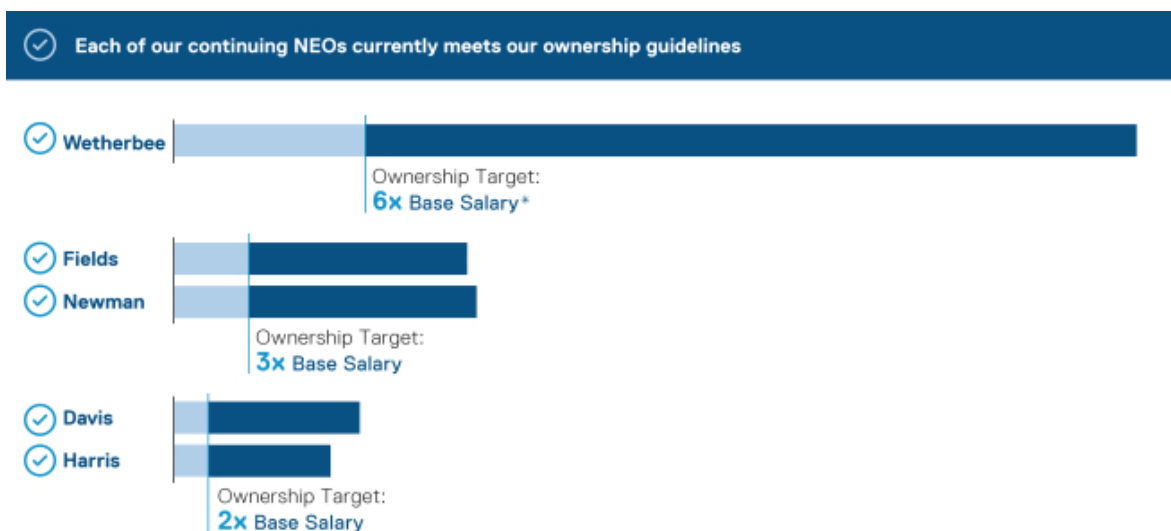 Each of our continuing NEOs currently meets our ownership guidelines
Wetherbee
Ownership Target:
6x Base Salary*
Fields
Newman
Ownership Target:
3x Base Salary
Davis
Harris
Ownership Target:
2x Base Salary